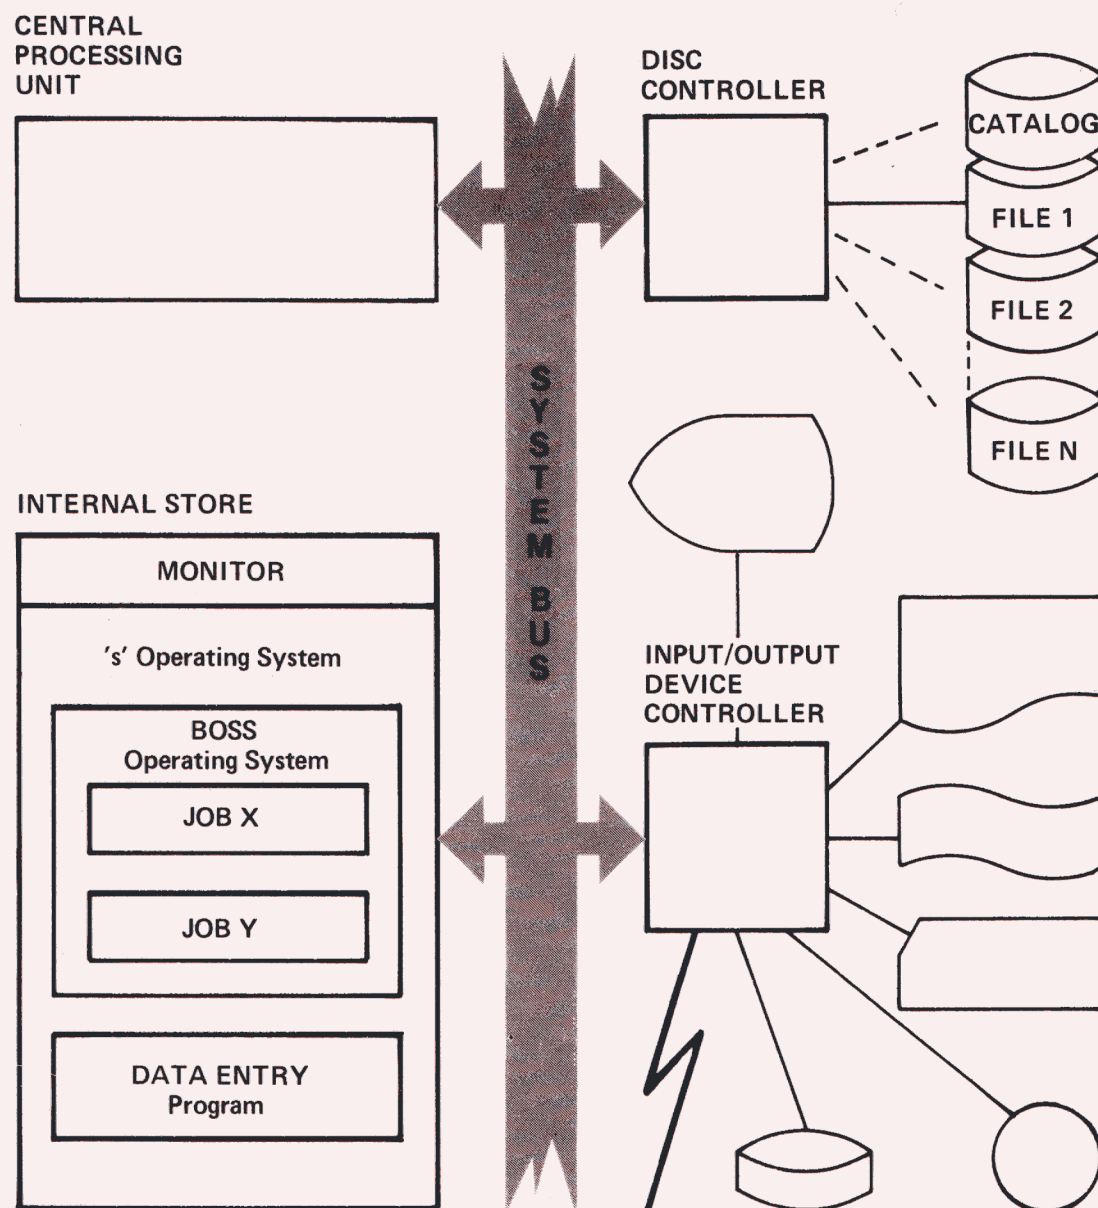 CENTRAL
PROCESSING
UNIT
DISC
CONTROLLER
CATALOG
FILE 1
FILE 2
FILE N
SYSTEM BUS
INTERNAL STORE
MONITOR
's' Operating System
BOSS
Operating System
JOB X
JOB Y
DATA ENTRY
Program
INPUT/OUTPUT
DEVICE
CONTROLLER